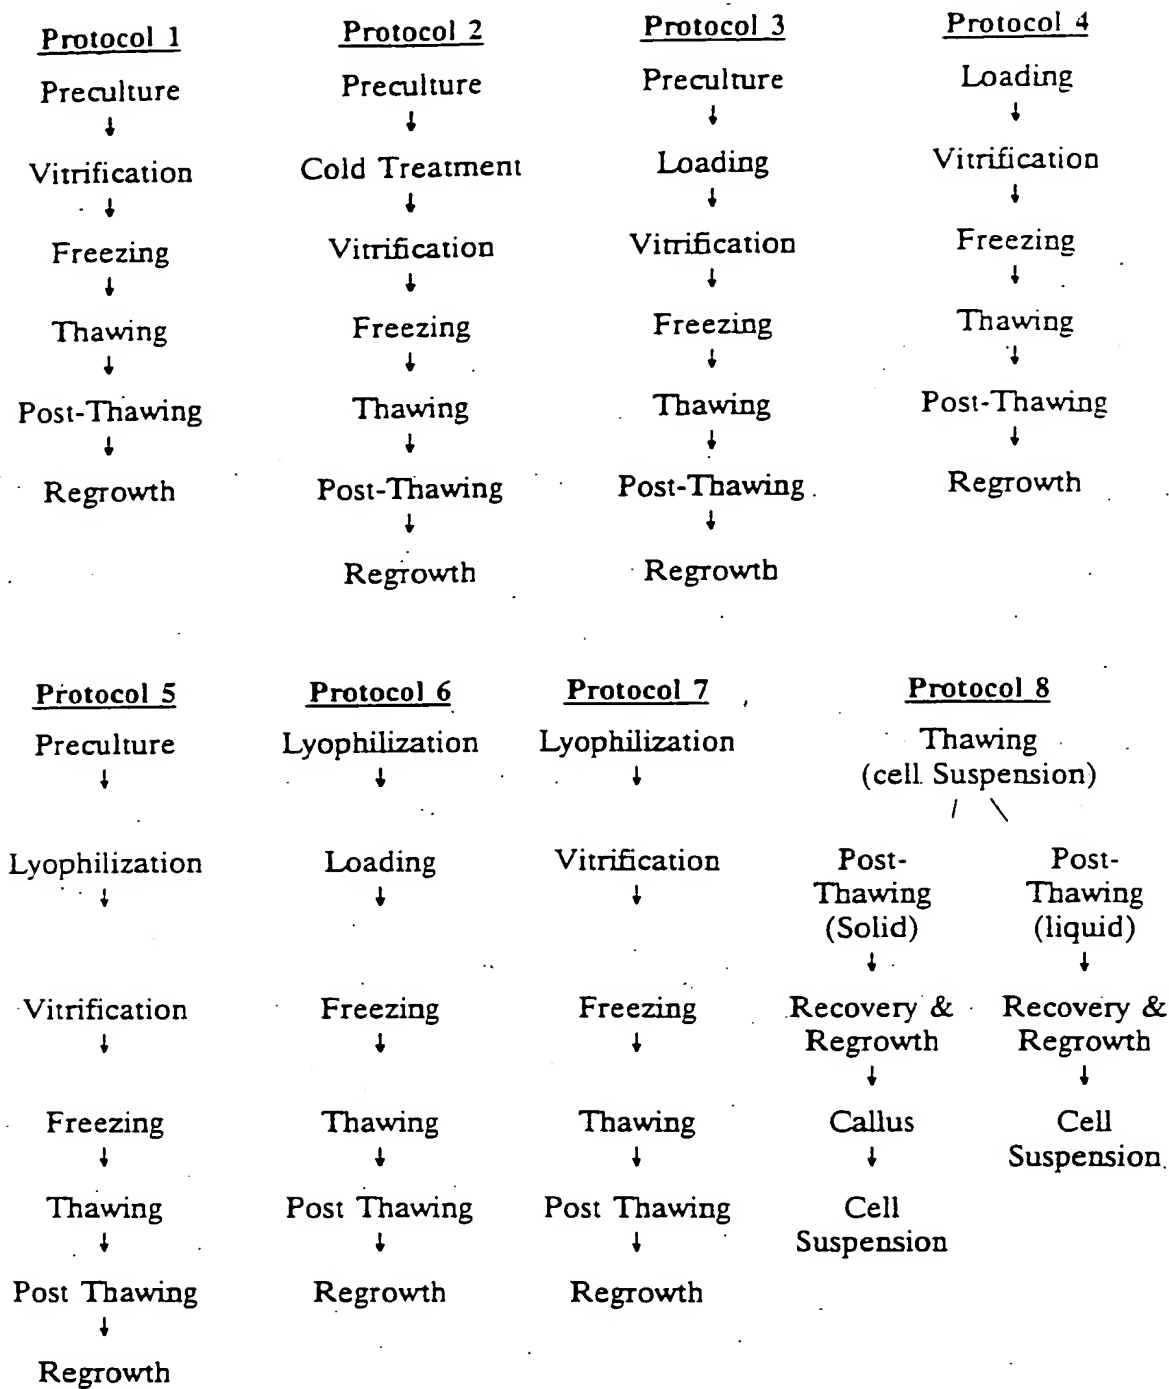 Protocol 1
Preculture
Vitrification
Freezing
Thawing
Post-Thawing
Regrowth
Protocol 2
Preculture
Cold Treatment
Vitrification
Freezing
Thawing
Post-Thawing
Regrowth
Protocol 3
Preculture
Loading
Vitrification
Freezing
Thawing
Post-Thawing
Regrowth
Protocol 4
Loading
Vitrification
Freezing
Thawing
Post-Thawing
Regrowth
Protocol 5
Preculture
Lyophilization
Vitrification
Freezing
Thawing
Post Thawing
Regrowth
Protocol 6
Lyophilization
Loading
Freezing
Thawing
Post Thawing
Regrowth
Protocol 7
Lyophilization
Vitrification
Freezing
Thawing
Post Thawing
Regrowth
Protocol 8
Thawing
(cell Suspension)
Post-
Thawing
(Solid)
Recovery &
Regrowth
Callus
Cell
Suspension
Post-
Thawing
(liquid)
Recovery &
Regrowth
Cell
Suspension